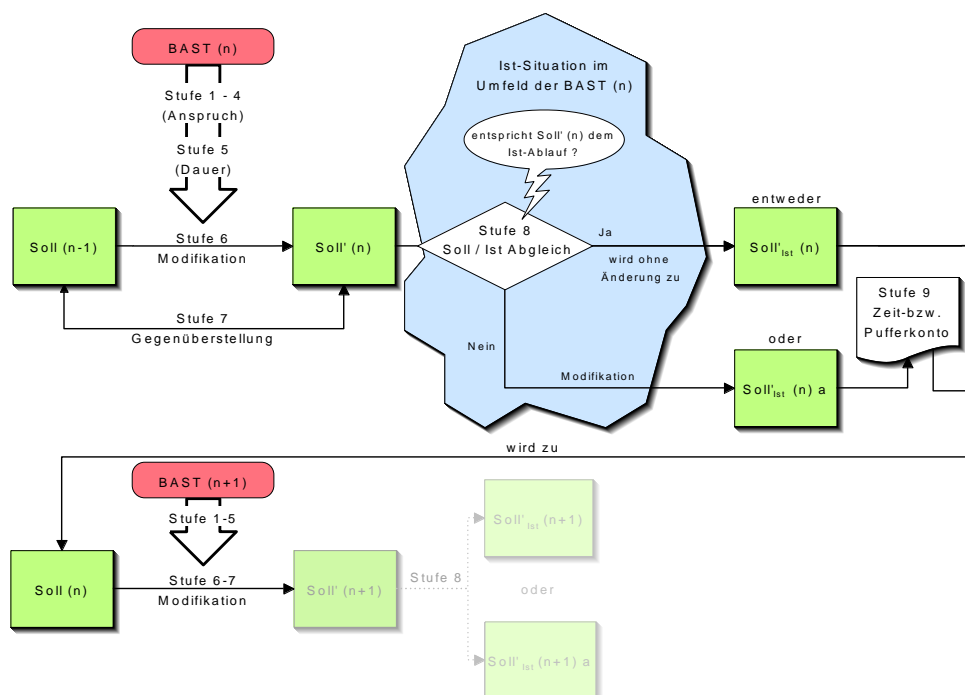 BAST (n)
Stufe 1 - 4
(Anspruch)
Stufe 5
(Dauer)
Soll (n-1)
Stufe 6
Modifikation
Soll' (n)
Stufe 7
Gegenüberstellung
Ist-Situation im
Umfeld der BAST (n)
entspricht Soll' (n) dem
Ist-Ablauf ?
Stufe 8
Soll / Ist Abgleich
Ja
wird ohne
Änderung zu
Nein
Modifikation
entweder
Soll'Ist (n)
oder
Soll'Ist (n) a
Stufe 9
Zeit-bzw.
Pufferkonto
wird zu
BAST (n+1)
Stufe 1-5
Soll (n)
Stufe 6-7
Modifikation
Soll' (n+1)
Stufe 8
Soll'Ist (n+1)
oder
Soll'Ist (n+1) a